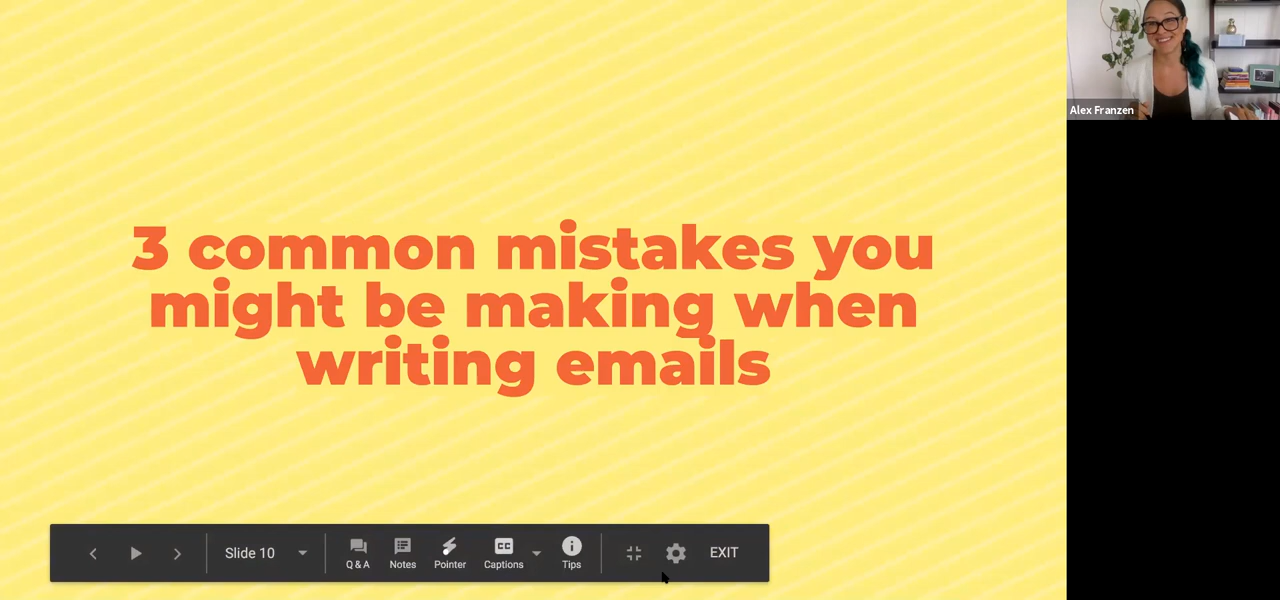 3 common mistakes you
might be making when
writing emails
Alex Franzen
Slide 10
Q & A
Notes
Pointer
CC
Captions
Tips
EXIT